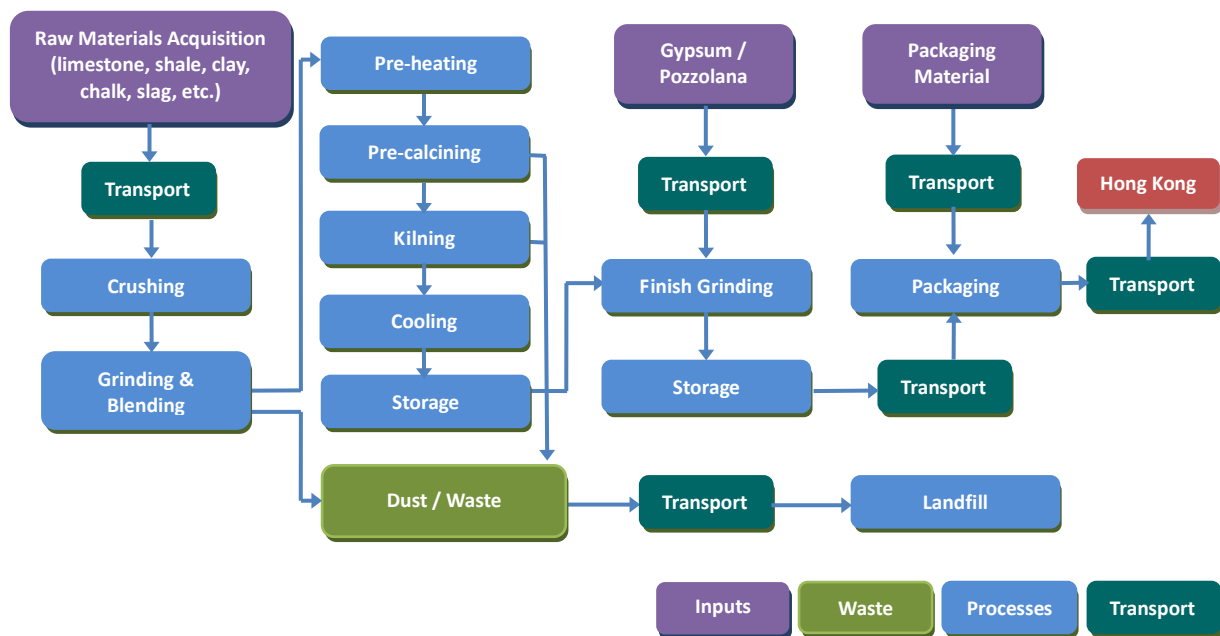 Raw Materials Acquisition
(limestone, shale, clay,
chalk, slag, etc.)
Transport
Crushing
Grinding &
Blending
Pre-heating
Pre-calcining
Kilning
Cooling
Storage
Dust / Waste
Transport
Landfill
Gypsum /
Pozzolana
Transport
Finish Grinding
Storage
Transport
Packaging
Material
Transport
Packaging
Transport
Hong Kong
Inputs
Waste
Processes
Transport